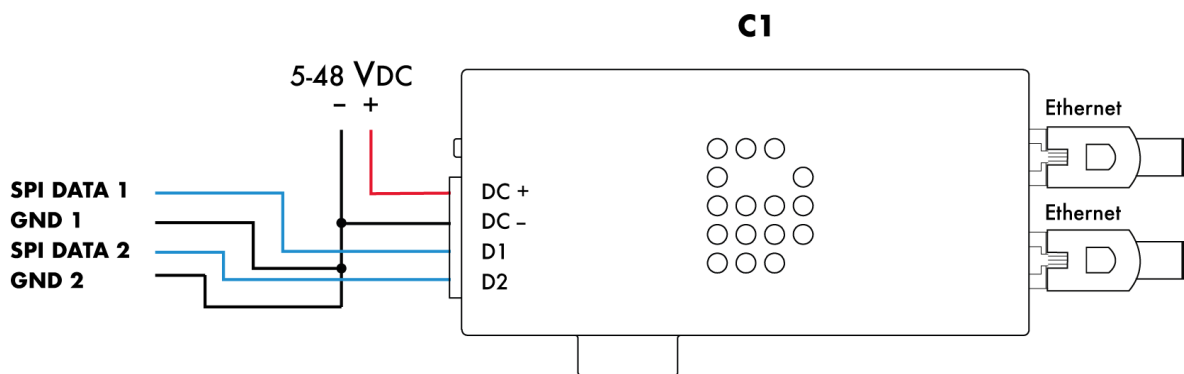 C1
5-48 VDC
– +
Ethernet
SPI DATA 1
DC +
GND 1
DC –
Ethernet
SPI DATA 2
D1
GND 2
D2